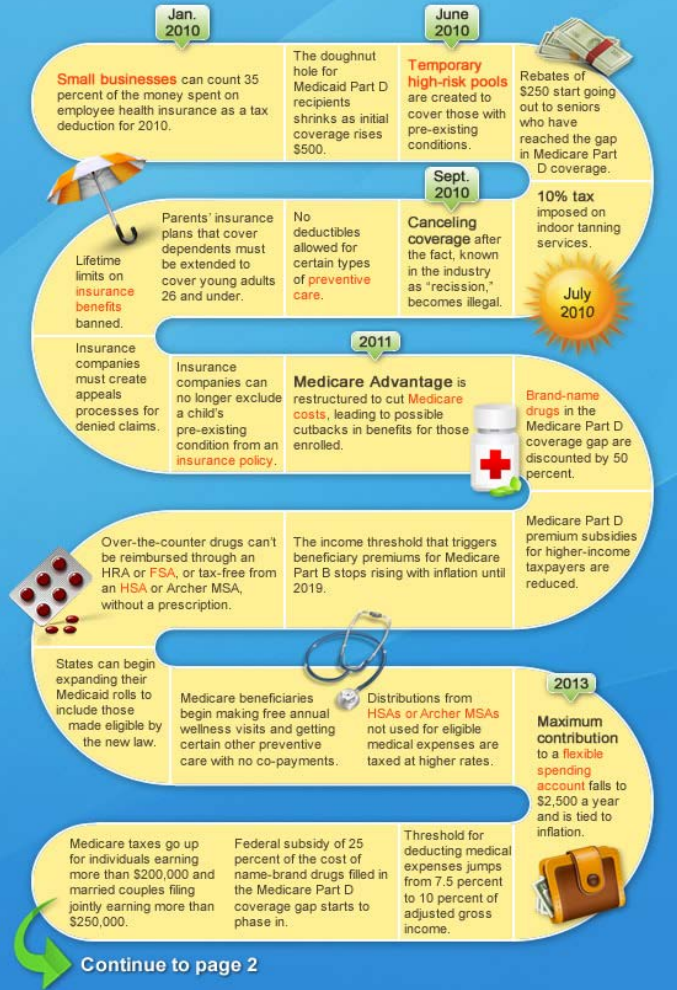 Jan.
2010
Small businesses can count 35
percent of the money spent on
employee health insurance as a tax
deduction for 2010.
The doughnut
hole for
Medicaid Part D
recipients
shrinks as initial
coverage rises
$500.
June
2010
Temporary
high-risk pools
are created to
cover those with
pre-existing
conditions.
Rebates of
$250 start going
out to seniors
who have
reached the gap
in Medicare Part
D coverage.
10% tax
imposed on
indoor tanning
services.
July
2010
Sept.
2010
Canceling
coverage after
the fact, known
in the industry
as “recission,”
becomes illegal.
No
deductibles
allowed for
certain types
of preventive
care.
Parents’ insurance
plans that cover
dependents must
be extended to
cover young adults
26 and under.
Lifetime
limits on
insurance
benefits
banned.
Insurance
companies
must create
appeals
processes for
denied claims.
Insurance
companies can
no longer exclude
a child’s
pre-existing
condition from an
insurance policy.
2011
Medicare Advantage is
restructured to cut Medicare
costs, leading to possible
cutbacks in benefits for those
enrolled.
Brand-name
drugs in the
Medicare Part D
coverage gap are
discounted by 50
percent.
Medicare Part D
premium subsidies
for higher-income
taxpayers are
reduced.
The income threshold that triggers
beneficiary premiums for Medicare
Part B stops rising with inflation until
2019.
Over-the-counter drugs can’t
be reimbursed through an
HRA or FSA, or tax-free from
an HSA or Archer MSA,
without a prescription.
States can begin
expanding their
Medicaid rolls to
include those
made eligible by
the new law.
Medicare beneficiaries
begin making free annual
wellness visits and getting
certain other preventive
care with no co-payments.
Distributions from
HSAs or Archer MSAs
not used for eligible
medical expenses are
taxed at higher rates.
2013
Maximum
contribution
to a flexible
spending
account falls to
$2,500 a year
and is tied to
inflation.
Threshold for
deducting medical
expenses jumps
from 7.5 percent
to 10 percent of
adjusted gross
income.
Federal subsidy of 25
percent of the cost of
name-brand drugs filled in
the Medicare Part D
coverage gap starts to
phase in.
Medicare taxes go up
for individuals earning
more than $200,000 and
married couples filing
jointly earning more than
$250,000.
Continue to page 2